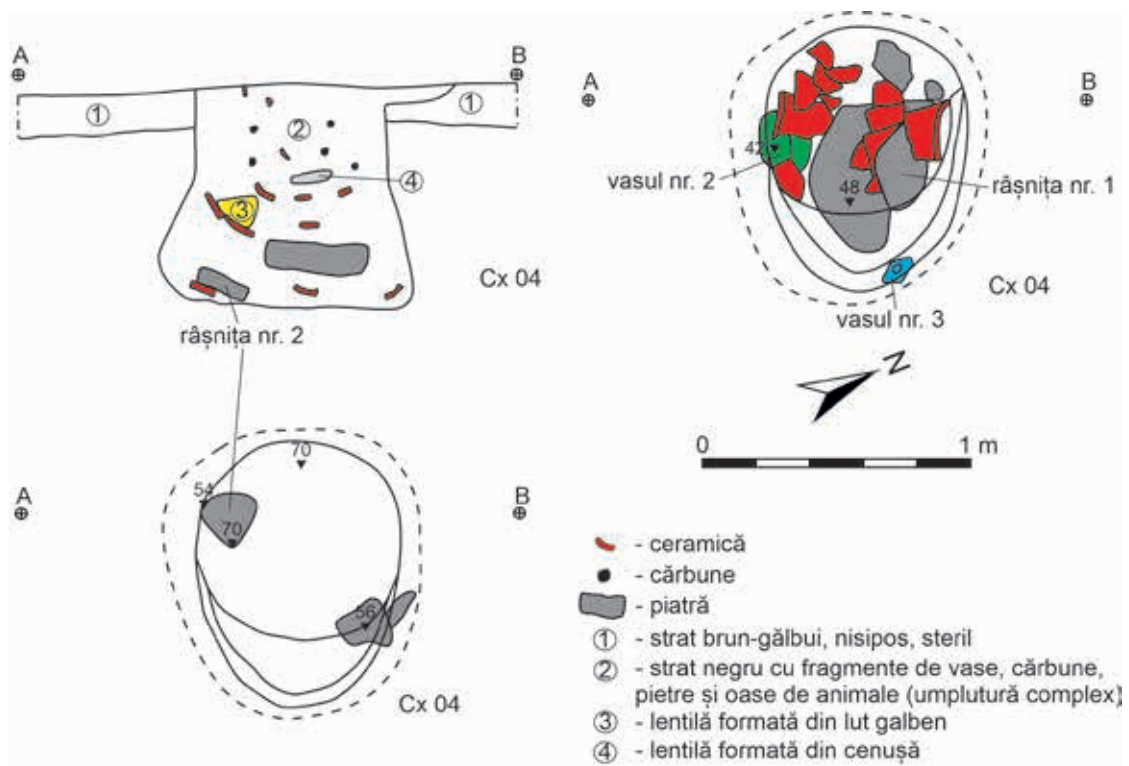 A
B
①
②
①
④
③
Cx 04
râșnița nr. 2
A
B
42
vasul nr. 2
48
râșnița nr. 1
Cx 04
vasul nr. 3
N
0
1 m
70
54
A
B
70
56
Cx 04
- ceramică
- cărbune
- piatră
① - strat brun-gălbui, nisipos, steril
② - strat negru cu fragmente de vase, cărbune,
pietre și oase de animale (umplutură complex)
③ - lentilă formată din lut galben
④ - lentilă formată din cenușă